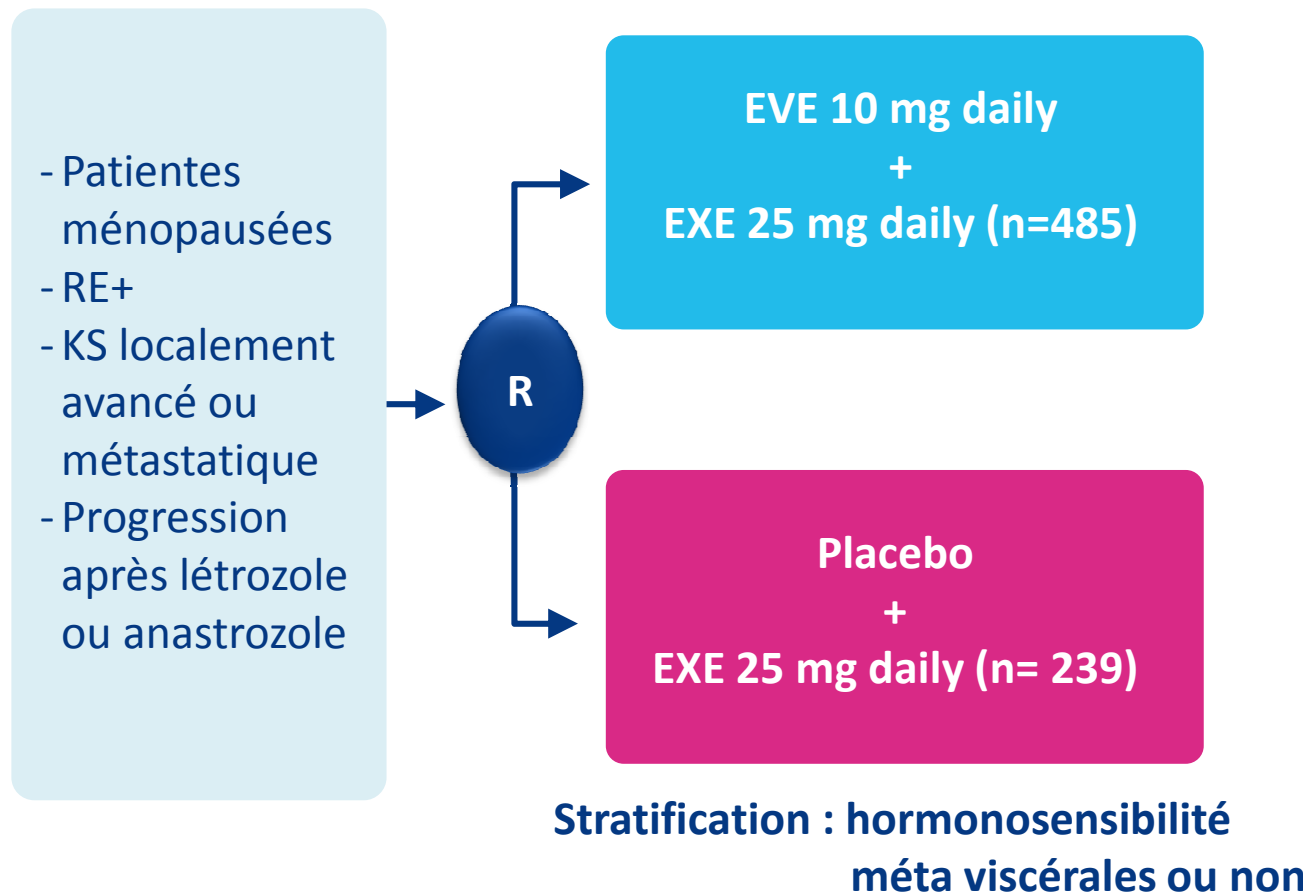 - Patientes
ménopausées
- RE+
- KS localement
avancé ou
métastatique
- Progression
après létrozole
ou anastrozole
R
EVE 10 mg daily
+
EXE 25 mg daily (n=485)
Placebo
+
EXE 25 mg daily (n= 239)
Stratification : hormonosensibilité
méta viscérales ou non